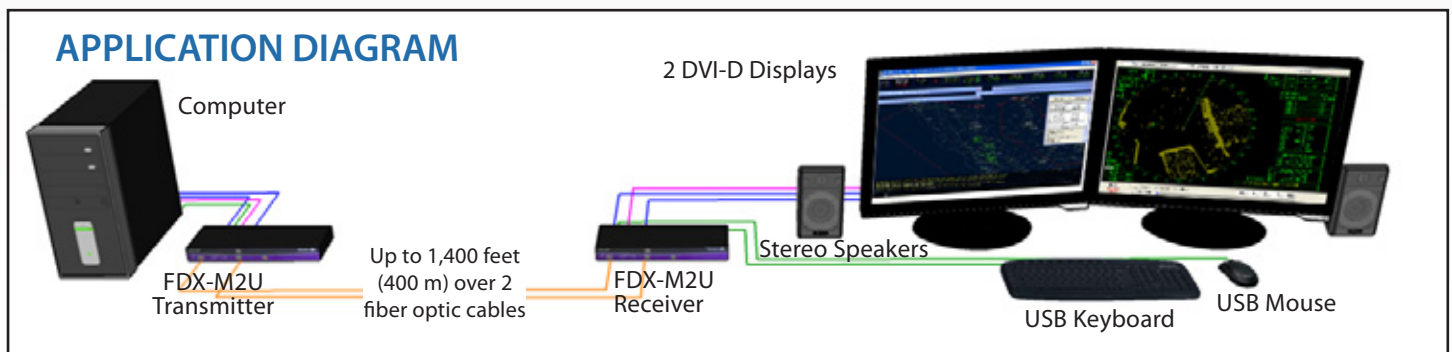 APPLICATION DIAGRAM
2 DVI-D Displays
Computer
Stereo Speakers
Up to 1,400 feet
(400 m) over 2
fiber optic cables
FDX-M2U
Transmitter
FDX-M2U
Receiver
USB Keyboard
USB Mouse